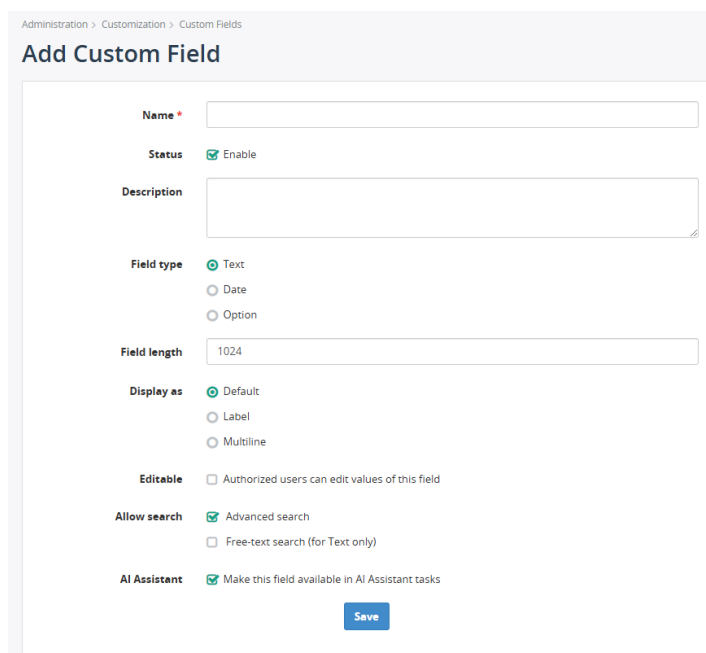 Administration > Customization > Custom Fields
Add Custom Field
Name *
Status Enable
Description
Field type Text
Date
Option
Field length 1024
Display as Default
Label
Multiline
Editable Authorized users can edit values of this field
Allow search Advanced search
Free-text search (for Text only)
AI Assistant Make this field available in AI Assistant tasks
Save